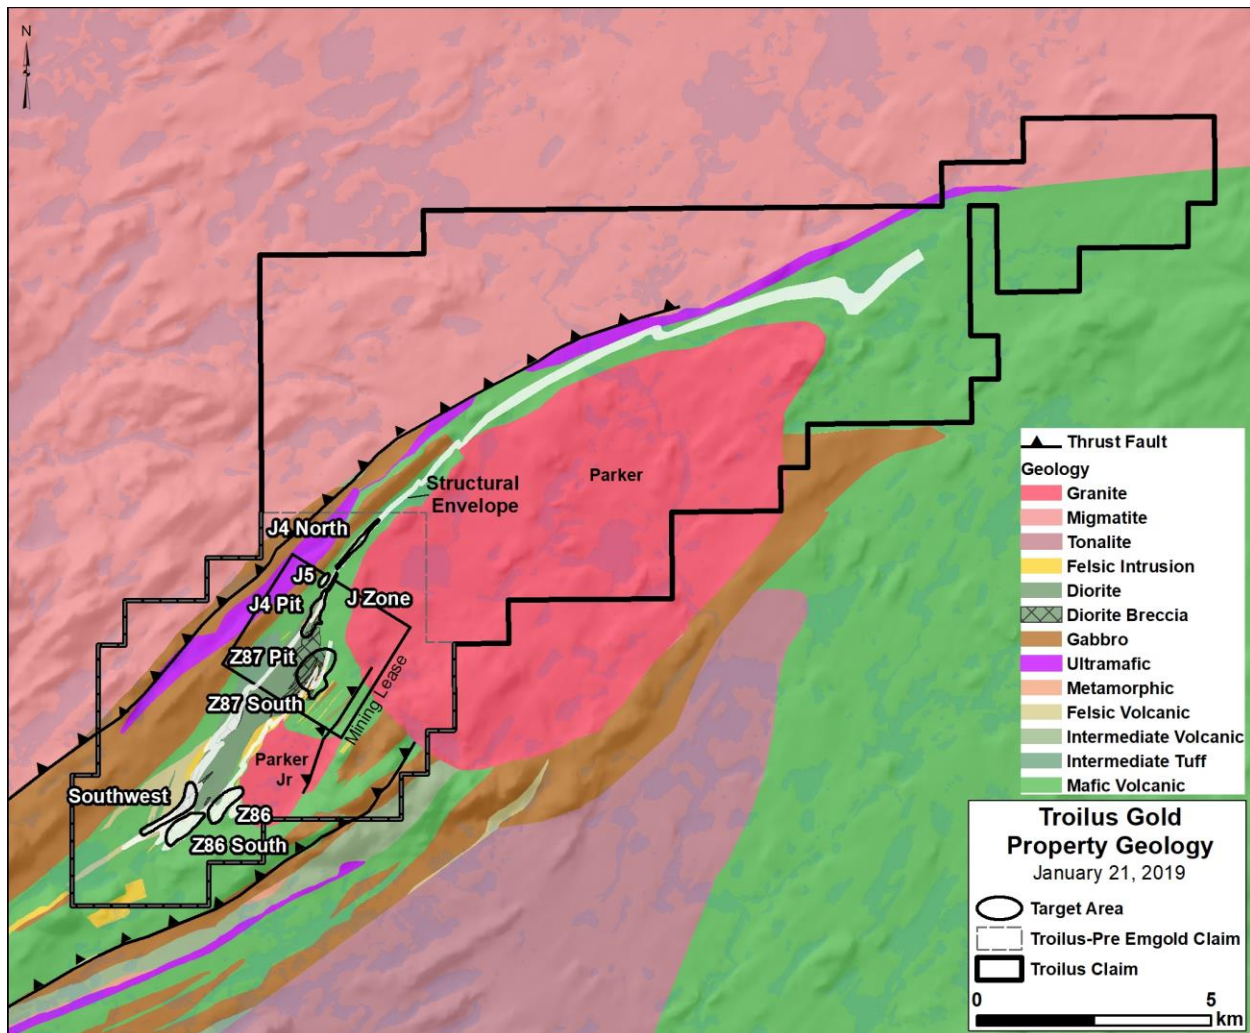 N
Parker
Structural
Envelope
J4 North
J5
J4 Pit
J Zone
Z87 Pit
Z87 South
Mining Lease
Parker
Jr
Southwest
Z86
Z86 South
Thrust Fault
Geology
Granite
Migmatite
Tonalite
Felsic Intrusion
Diorite
Diorite Breccia
Gabbro
Ultramafic
Metamorphic
Felsic Volcanic
Intermediate Volcanic
Intermediate Tuff
Mafic Volcanic
Troilus Gold
Property Geology
January 21, 2019
Target Area
Troilus-Pre Emgold Claim
Troilus Claim
0 5
km